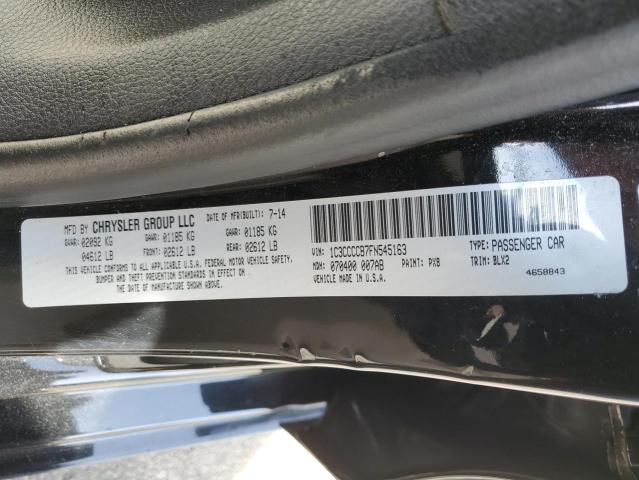 MFD BY CHRYSLER GROUP LLC
DATE OF MFR(BUILT): 7-14
GVWR: 02092 KG GAWR: 01185 KG GAWR: 01185 KG
04612 LB FRONT: 02612 LB REAR: 02612 LB
THIS VEHICLE CONFORMS TO ALL APPLICABLE U.S.A. FEDERAL MOTOR VEHICLE SAFETY,
BUMPER AND THEFT PREVENTION STANDARDS IN EFFECT ON
THE DATE OF MANUFACTURE SHOWN ABOVE.
VIN: 1C3CCCCB7FN545163
TYPE: PASSENGER CAR
MDH: 070400 007AB PAINT: PXB TRIM: BLX2
VEHICLE MADE IN U.S.A.
4658843